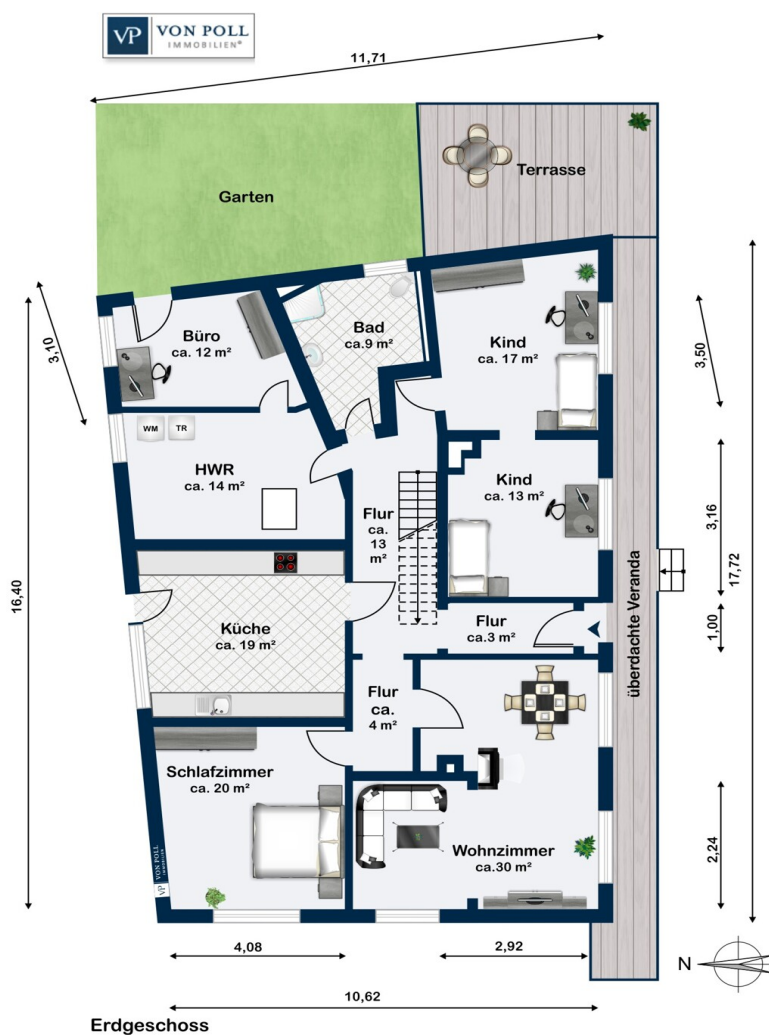 VP VON POLL
IMMOBILIEN®
11,71
Garten
Terrasse
3,10
Büro
ca. 12 m²
Bad
ca.9 m²
Kind
ca. 17 m²
3,50
WM
TR
HWR
ca. 14 m²
Flur
ca.
13
m²
Kind
ca. 13 m²
3,16
17,72
16,40
Küche
ca. 19 m²
Flur
ca.3 m²
1,00
überdachte Veranda
Flur
ca.
4 m²
Schlafzimmer
ca. 20 m²
Wohnzimmer
ca.30 m²
2,24
VP VON POLL
IMMOBILIEN
4,08
2,92
N
10,62
Erdgeschoss